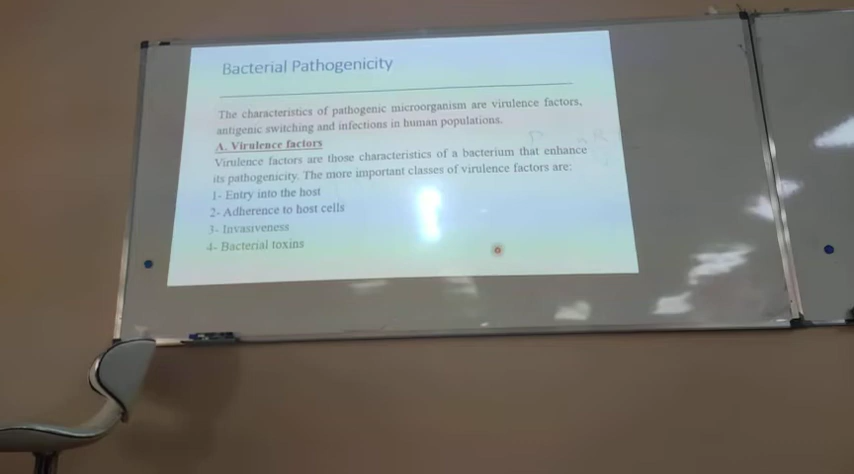 Bacterial Pathogenicity
The characteristics of pathogenic microorganism are virulence factors,
antigenic switching and infections in human populations.
A. Virulence factors
Virulence factors are those characteristics of a bacterium that enhance
its pathogenicity. The more important classes of virulence factors are:
1- Entry into the host
2- Adherence to host cells
3- Invasiveness
4- Bacterial toxins